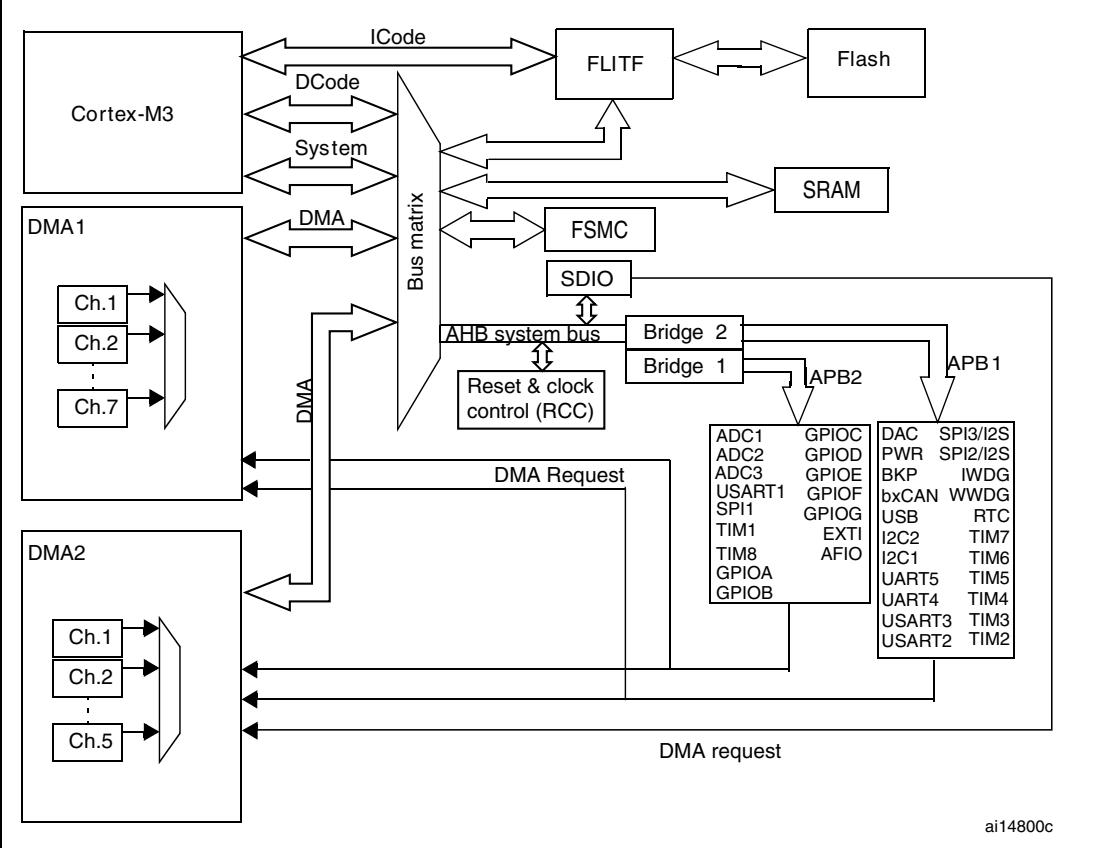 ICode
FLITF
Flash
DCode
Cortex-M3
System
SRAM
Bus matrix
DMA1
DMA
FSMC
SDIO
Ch.1
Ch.2
Ch.7
AHB system bus
Bridge 2
Bridge 1
APB2
APB1
Reset & clock
control (RCC)
DMA
ADC1 GPIOC
ADC2 GPIOD
ADC3 GPIOE
USART1 GPIOF
SPI1 GPIOG
TIM1 EXTI
TIM8 AFIO
GPIOA
GPIOB
DAC SPI3/I2S
PWR SPI2/I2S
BKP IWDG
bxCAN WWDG
USB RTC
I2C2 TIM7
I2C1 TIM6
UART5 TIM5
UART4 TIM4
USART3 TIM3
USART2 TIM2
DMA Request
DMA2
Ch.1
Ch.2
Ch.5
DMA request
ai14800c